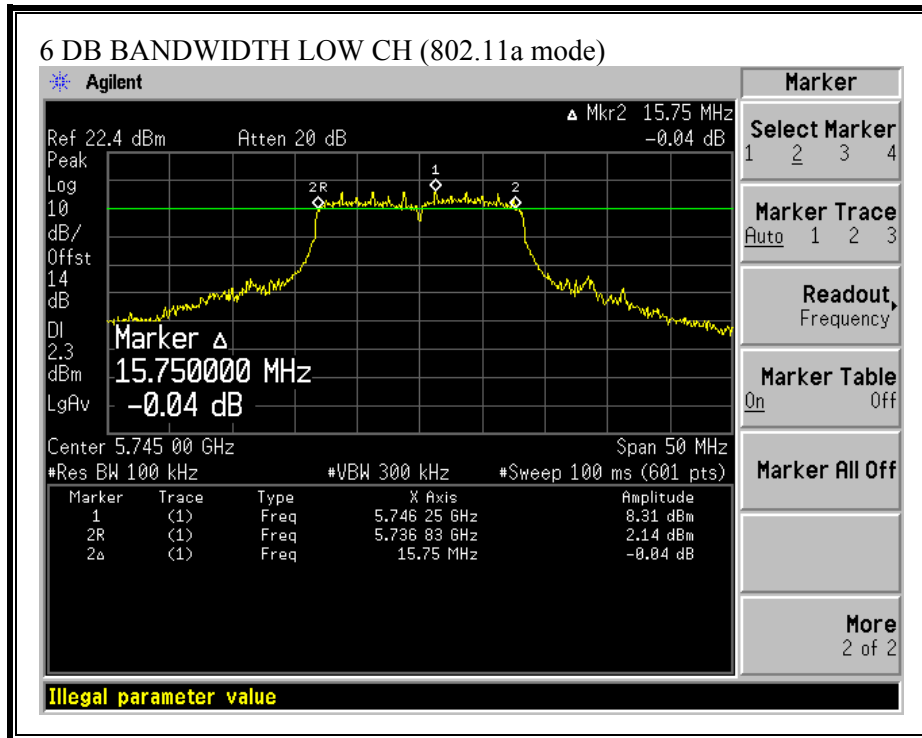 6 DB BANDWIDTH LOW CH (802.11a mode)
Agilent
Marker
Δ Mkr2 15.75 MHz
Ref 22.4 dBm Atten 20 dB -0.04 dB
Peak
Log
10
dB/
Offst
14
dB
DI
2.3
dBm
LgAv
2R
1
2
Marker Δ
15.750000 MHz
-0.04 dB
Center 5.745 00 GHz Span 50 MHz
#Res BW 100 kHz #VBW 300 kHz #Sweep 100 ms (601 pts)
Marker Trace Type X Axis Amplitude
1 (1) Freq 5.746 25 GHz 8.31 dBm
2R (1) Freq 5.736 83 GHz 2.14 dBm
2Δ (1) Freq 15.75 MHz -0.04 dB
Select Marker
1 2 3 4
Marker Trace
Auto 1 2 3
Readout
Frequency
Marker Table
On Off
Marker All Off
More
2 of 2
Illegal parameter value